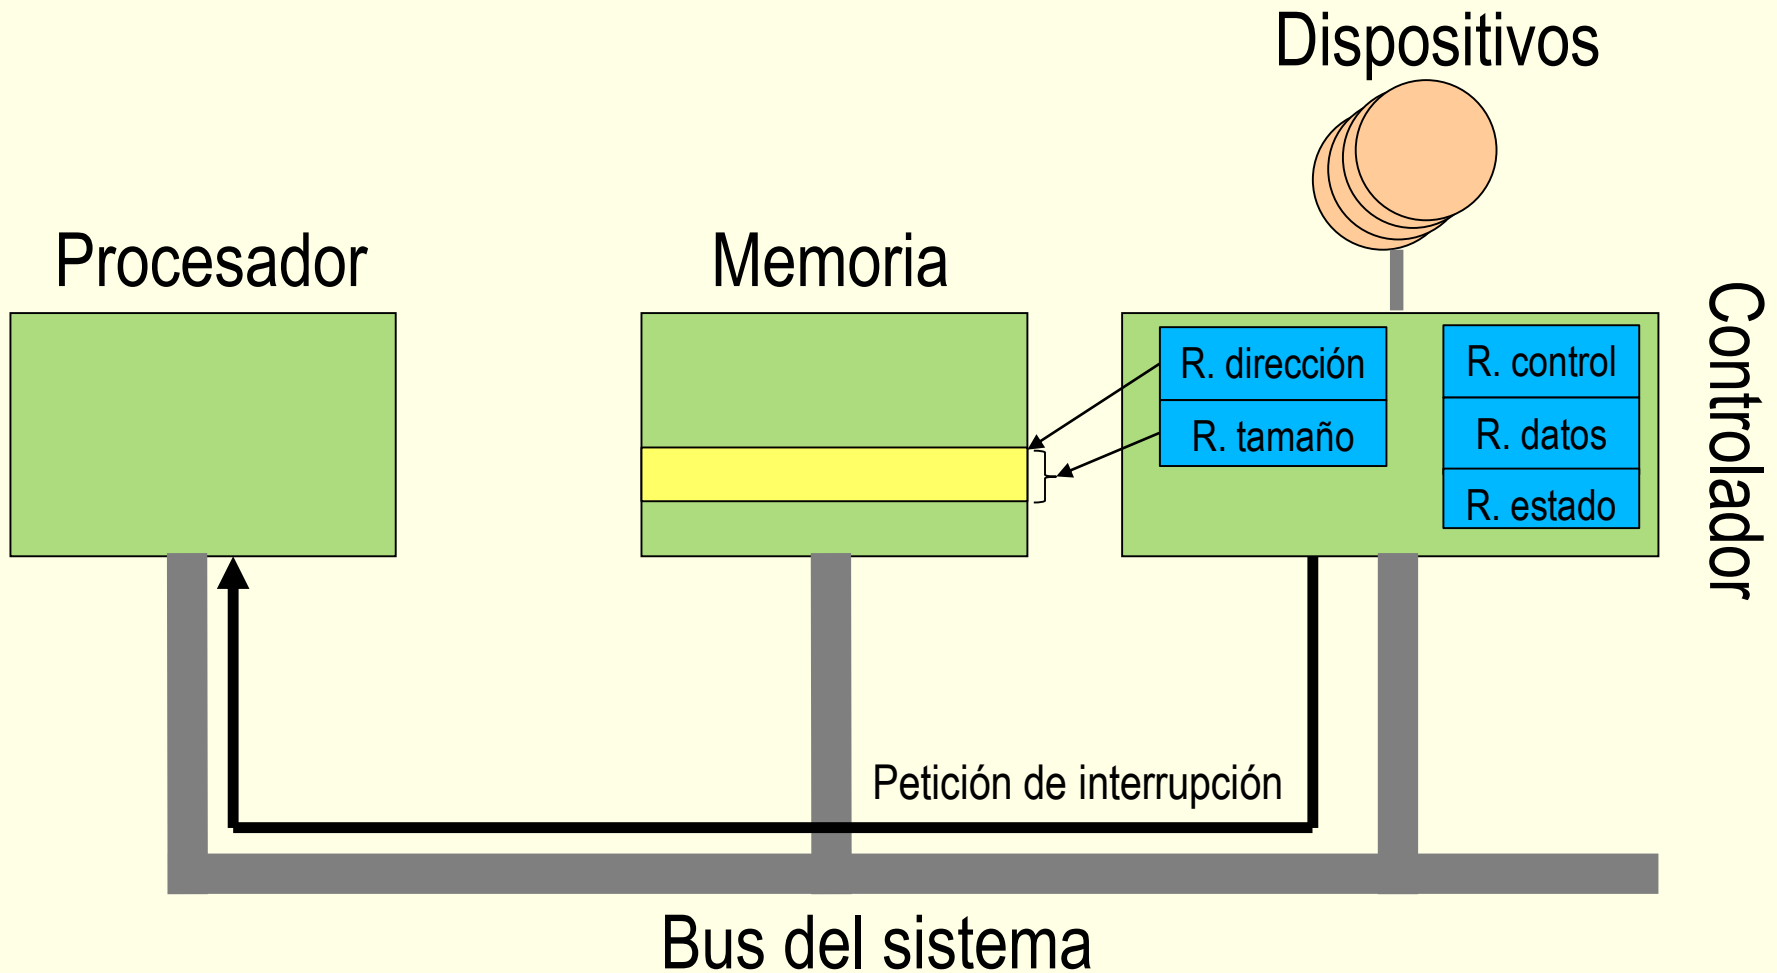 Dispositivos
Procesador
Memoria
Controlador
R. dirección
R. tamaño
R. control
R. datos
R. estado
Petición de interrupción
Bus del sistema